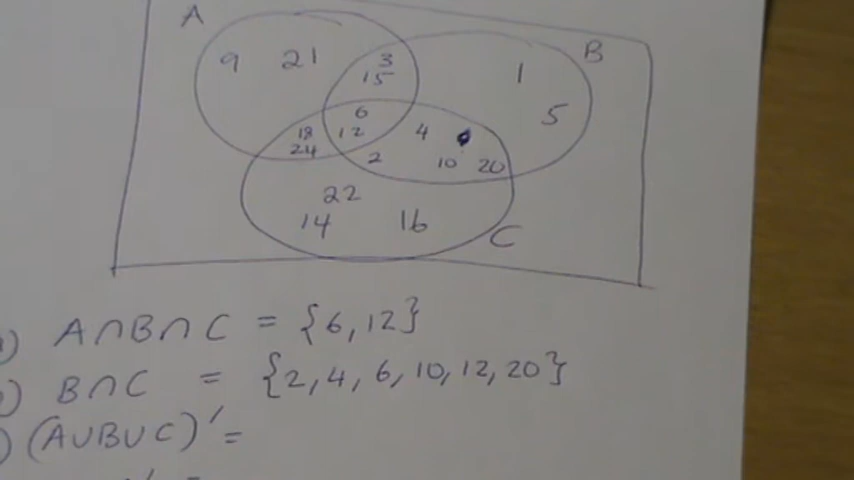 A
B
9 21 3 1
15 5
6
18 12 4
24 2 10 20
22
14 16 C
A∩B∩C = {6,12}
B∩C = {2,4,6,10,12,20}
(A∪B∪C)′=